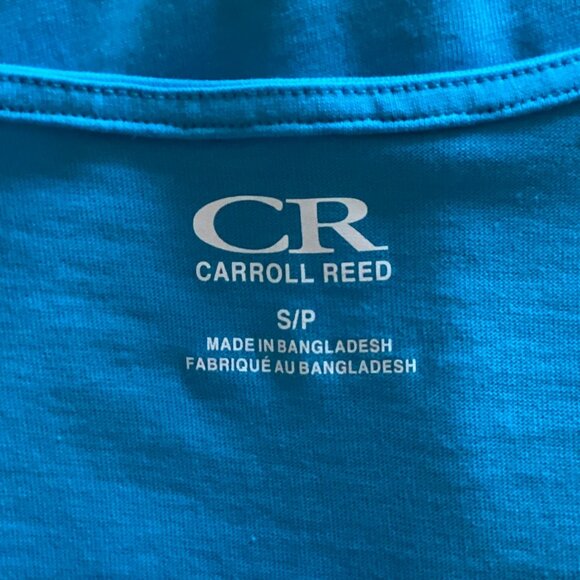 CR
CARROLL REED
S/P
MADE IN BANGLADESH
FABRIQUÉ AU BANGLADESH